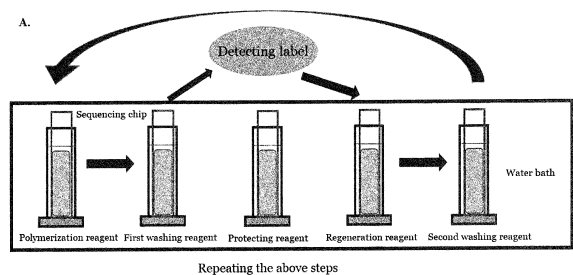 A.
Detecting label
Sequencing chip
Water bath
Polymerization reagent First washing reagent Protecting reagent Regeneration reagent Second washing reagent
Repeating the above steps